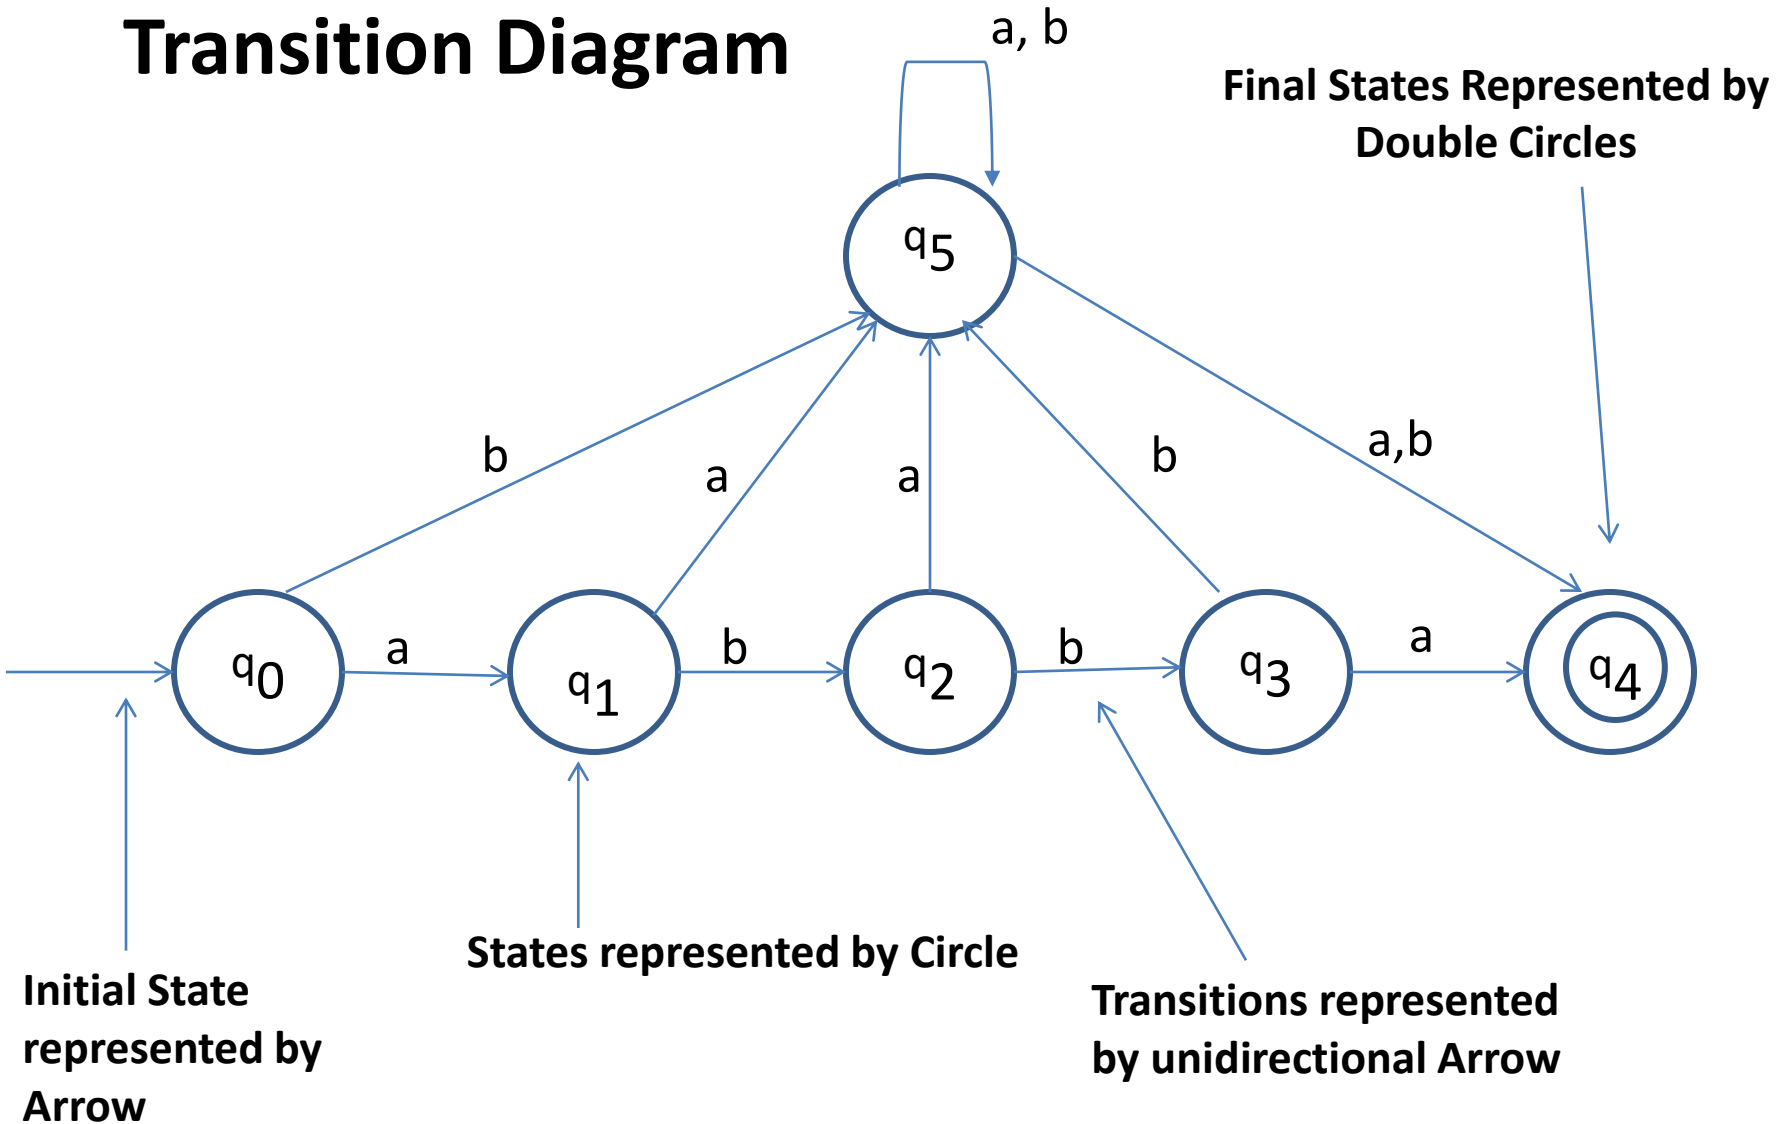 Transition Diagram
a, b
Final States Represented by
Double Circles
q5
b
a
a
b
a,b
q0
a
q1
b
q2
b
q3
a
q4
States represented by Circle
Initial State
represented by
Arrow
Transitions represented
by unidirectional Arrow